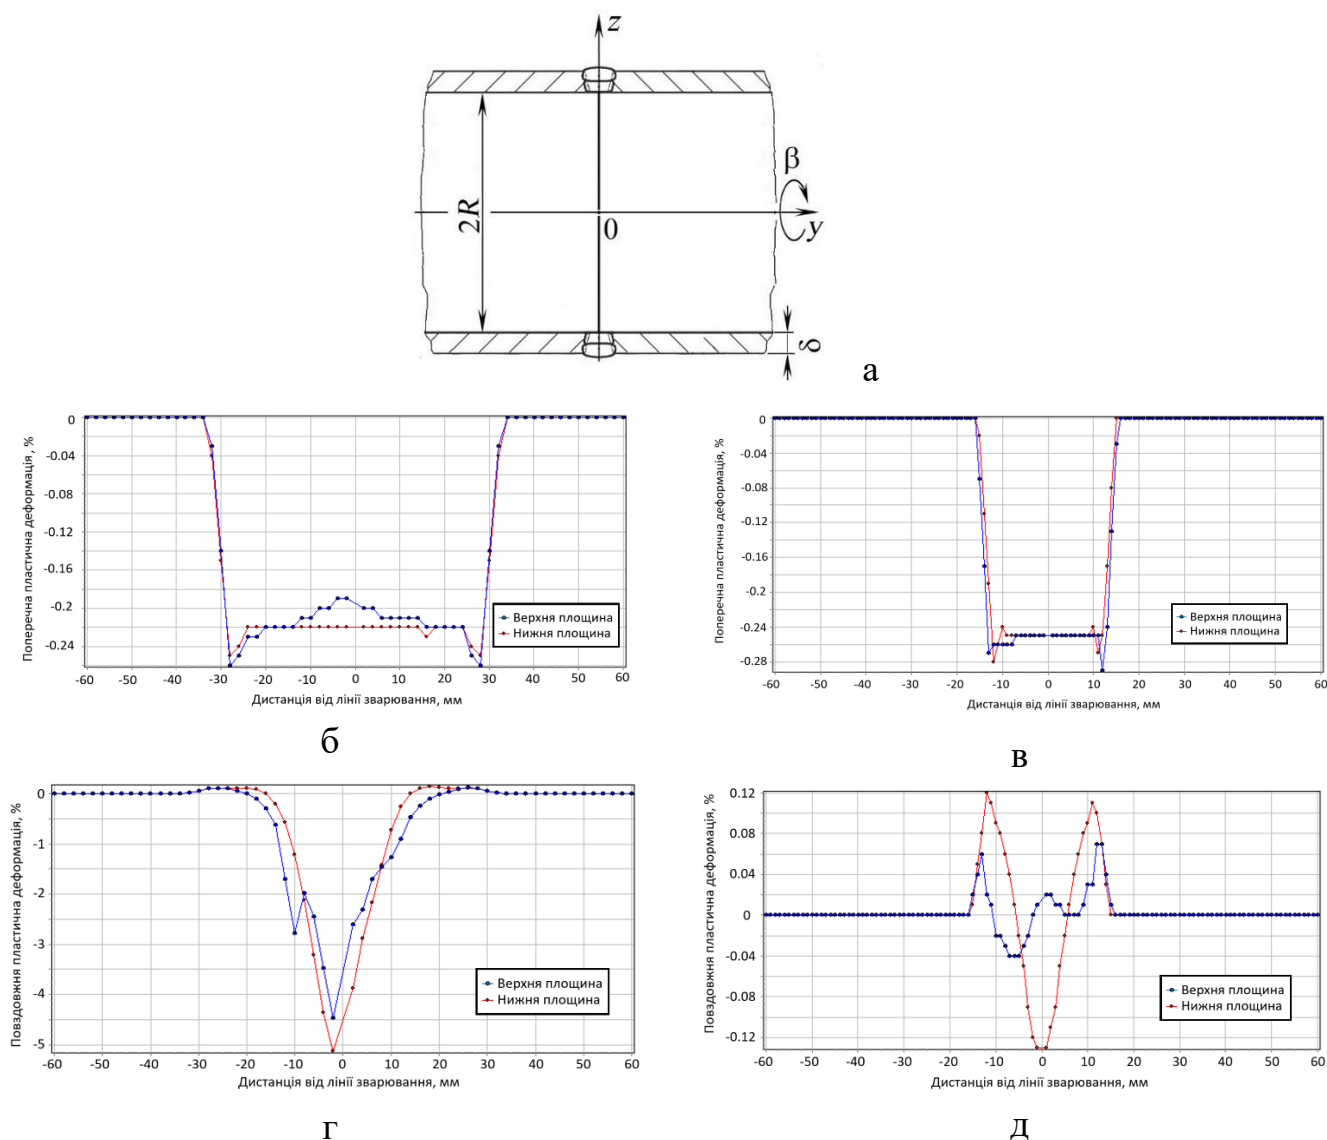 z
β
2R
0
y
δ
а
Поперечна пластична деформація, %
0
-0.04
-0.08
-0.12
-0.16
-0.2
-0.24
Верхня площина
Нижня площина
-60 -50 -40 -30 -20 -10 0 10 20 30 40 50 60
Дистанція від лінії зварювання, мм
б
Поперечна пластична деформація, %
0
-0.04
-0.08
-0.12
-0.16
-0.2
-0.24
-0.28
Верхня площина
Нижня площина
-60 -50 -40 -30 -20 -10 0 10 20 30 40 50 60
Дистанція від лінії зварювання, мм
в
Повздовжня пластична деформація, %
0
-1
-2
-3
-4
-5
Верхня площина
Нижня площина
-60 -50 -40 -30 -20 -10 0 10 20 30 40 50 60
Дистанція від лінії зварювання, мм
г
Повздовжня пластична деформація, %
0.12
0.08
0.04
0
-0.04
-0.08
-0.12
Верхня площина
Нижня площина
-60 -50 -40 -30 -20 -10 0 10 20 30 40 50 60
Дистанція від лінії зварювання, мм
д